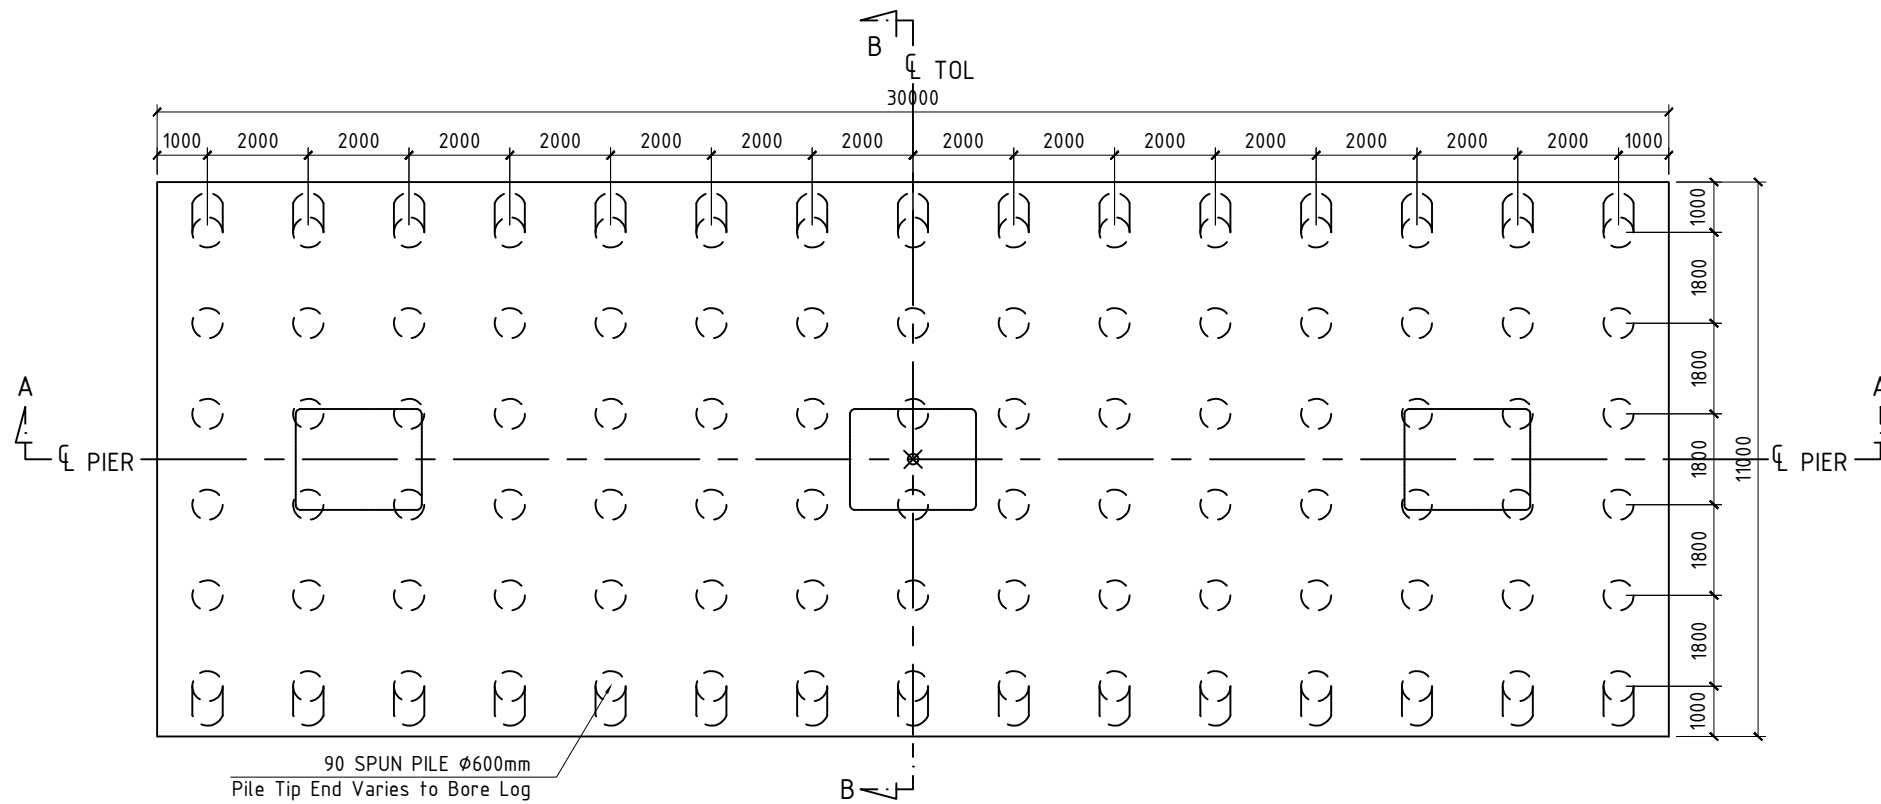 B
℄ TOL
30000
1000 2000 2000 2000 2000 2000 2000 2000 2000 2000 2000 2000 2000 2000 2000 1000
1000
1800
1800
1800
1800
1800
1000
11000
A
℄ PIER
A
℄ PIER
90 SPUN PILE Ø600mm
Pile Tip End Varies to Bore Log
B